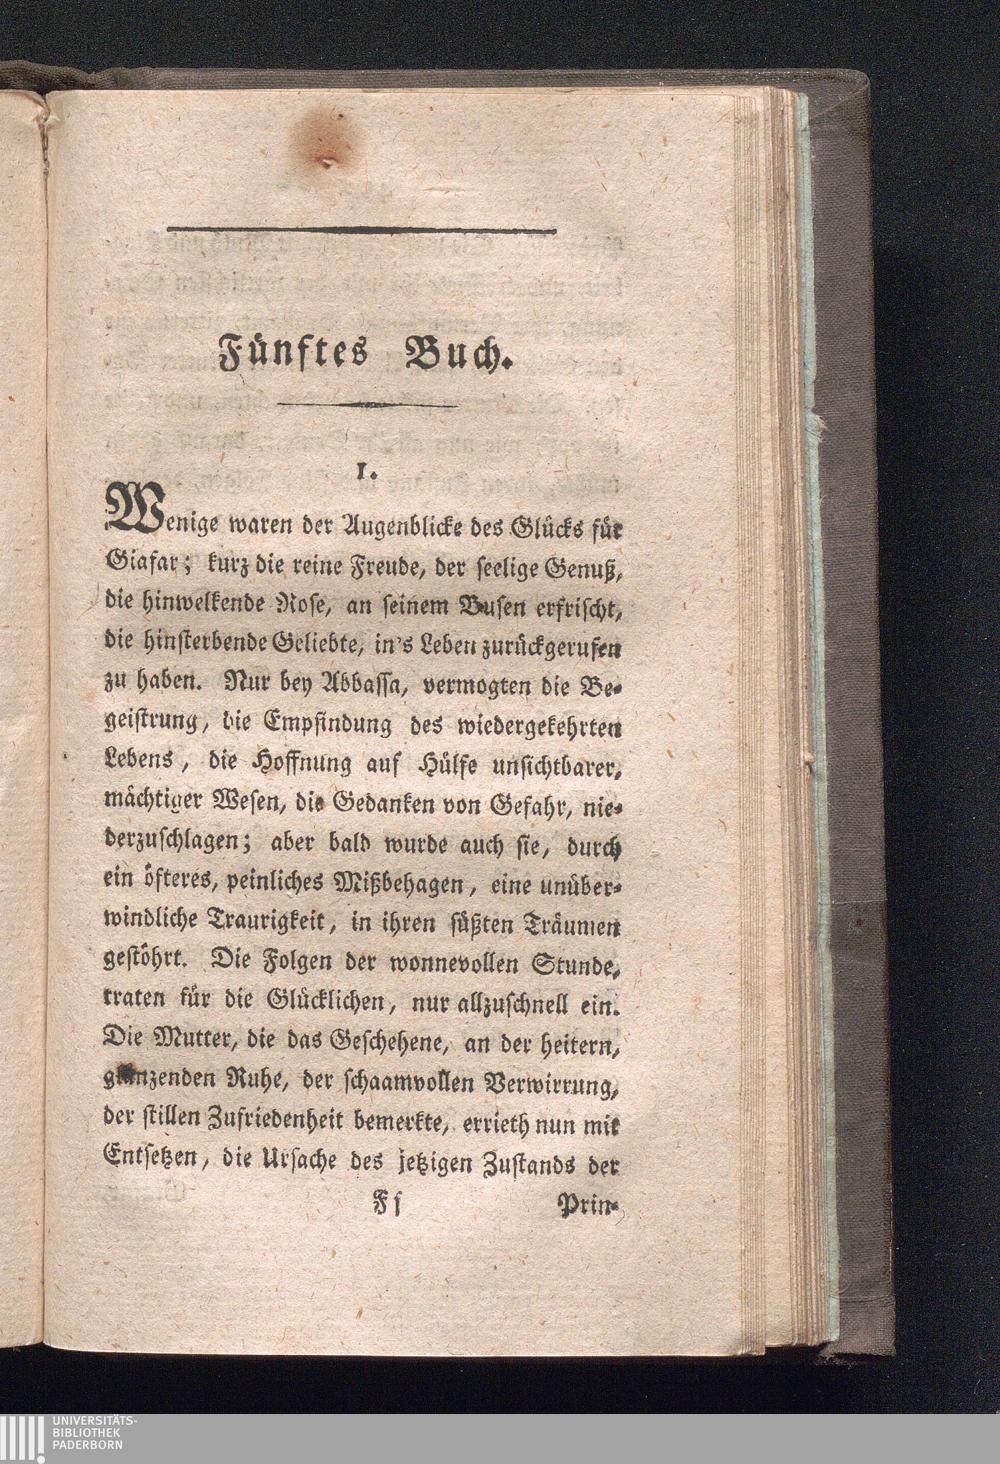 Fünftes Buch.
1.
Wenige waren der Augenblicke des Glücks für
Giafar; kurz die reine Freude, der seelige Genuß,
die hinwelkende Rose, an seinem Busen erfrischt,
die hinsterbende Geliebte, in's Leben zurückgerufen
zu haben. Nur bey Abbassa, vermogten die Be-
geistrung, die Empfindung des wiedergekehrten
Lebens, die Hoffnung auf Hülfe unsichtbarer,
mächtiger Wesen, die Gedanken von Gefahr, nie-
derzuschlagen; aber bald wurde auch sie, durch
ein öfteres, peinliches Mißbehagen, eine unüber-
windliche Traurigkeit, in ihren süßten Träumen
gestöhrt. Die Folgen der wonnevollen Stunde,
traten für die Glücklichen, nur allzuschnell ein.
Die Mutter, die das Geschehene, an der heitern,
glänzenden Ruhe, der schaamvollen Verwirrung,
der stillen Zufriedenheit bemerkte, errieth nun mit
Entsetzen, die Ursache des jetzigen Zustands der
Ff Prin-
UNIVERSITÄTS-
BIBLIOTHEK
PADERBORN